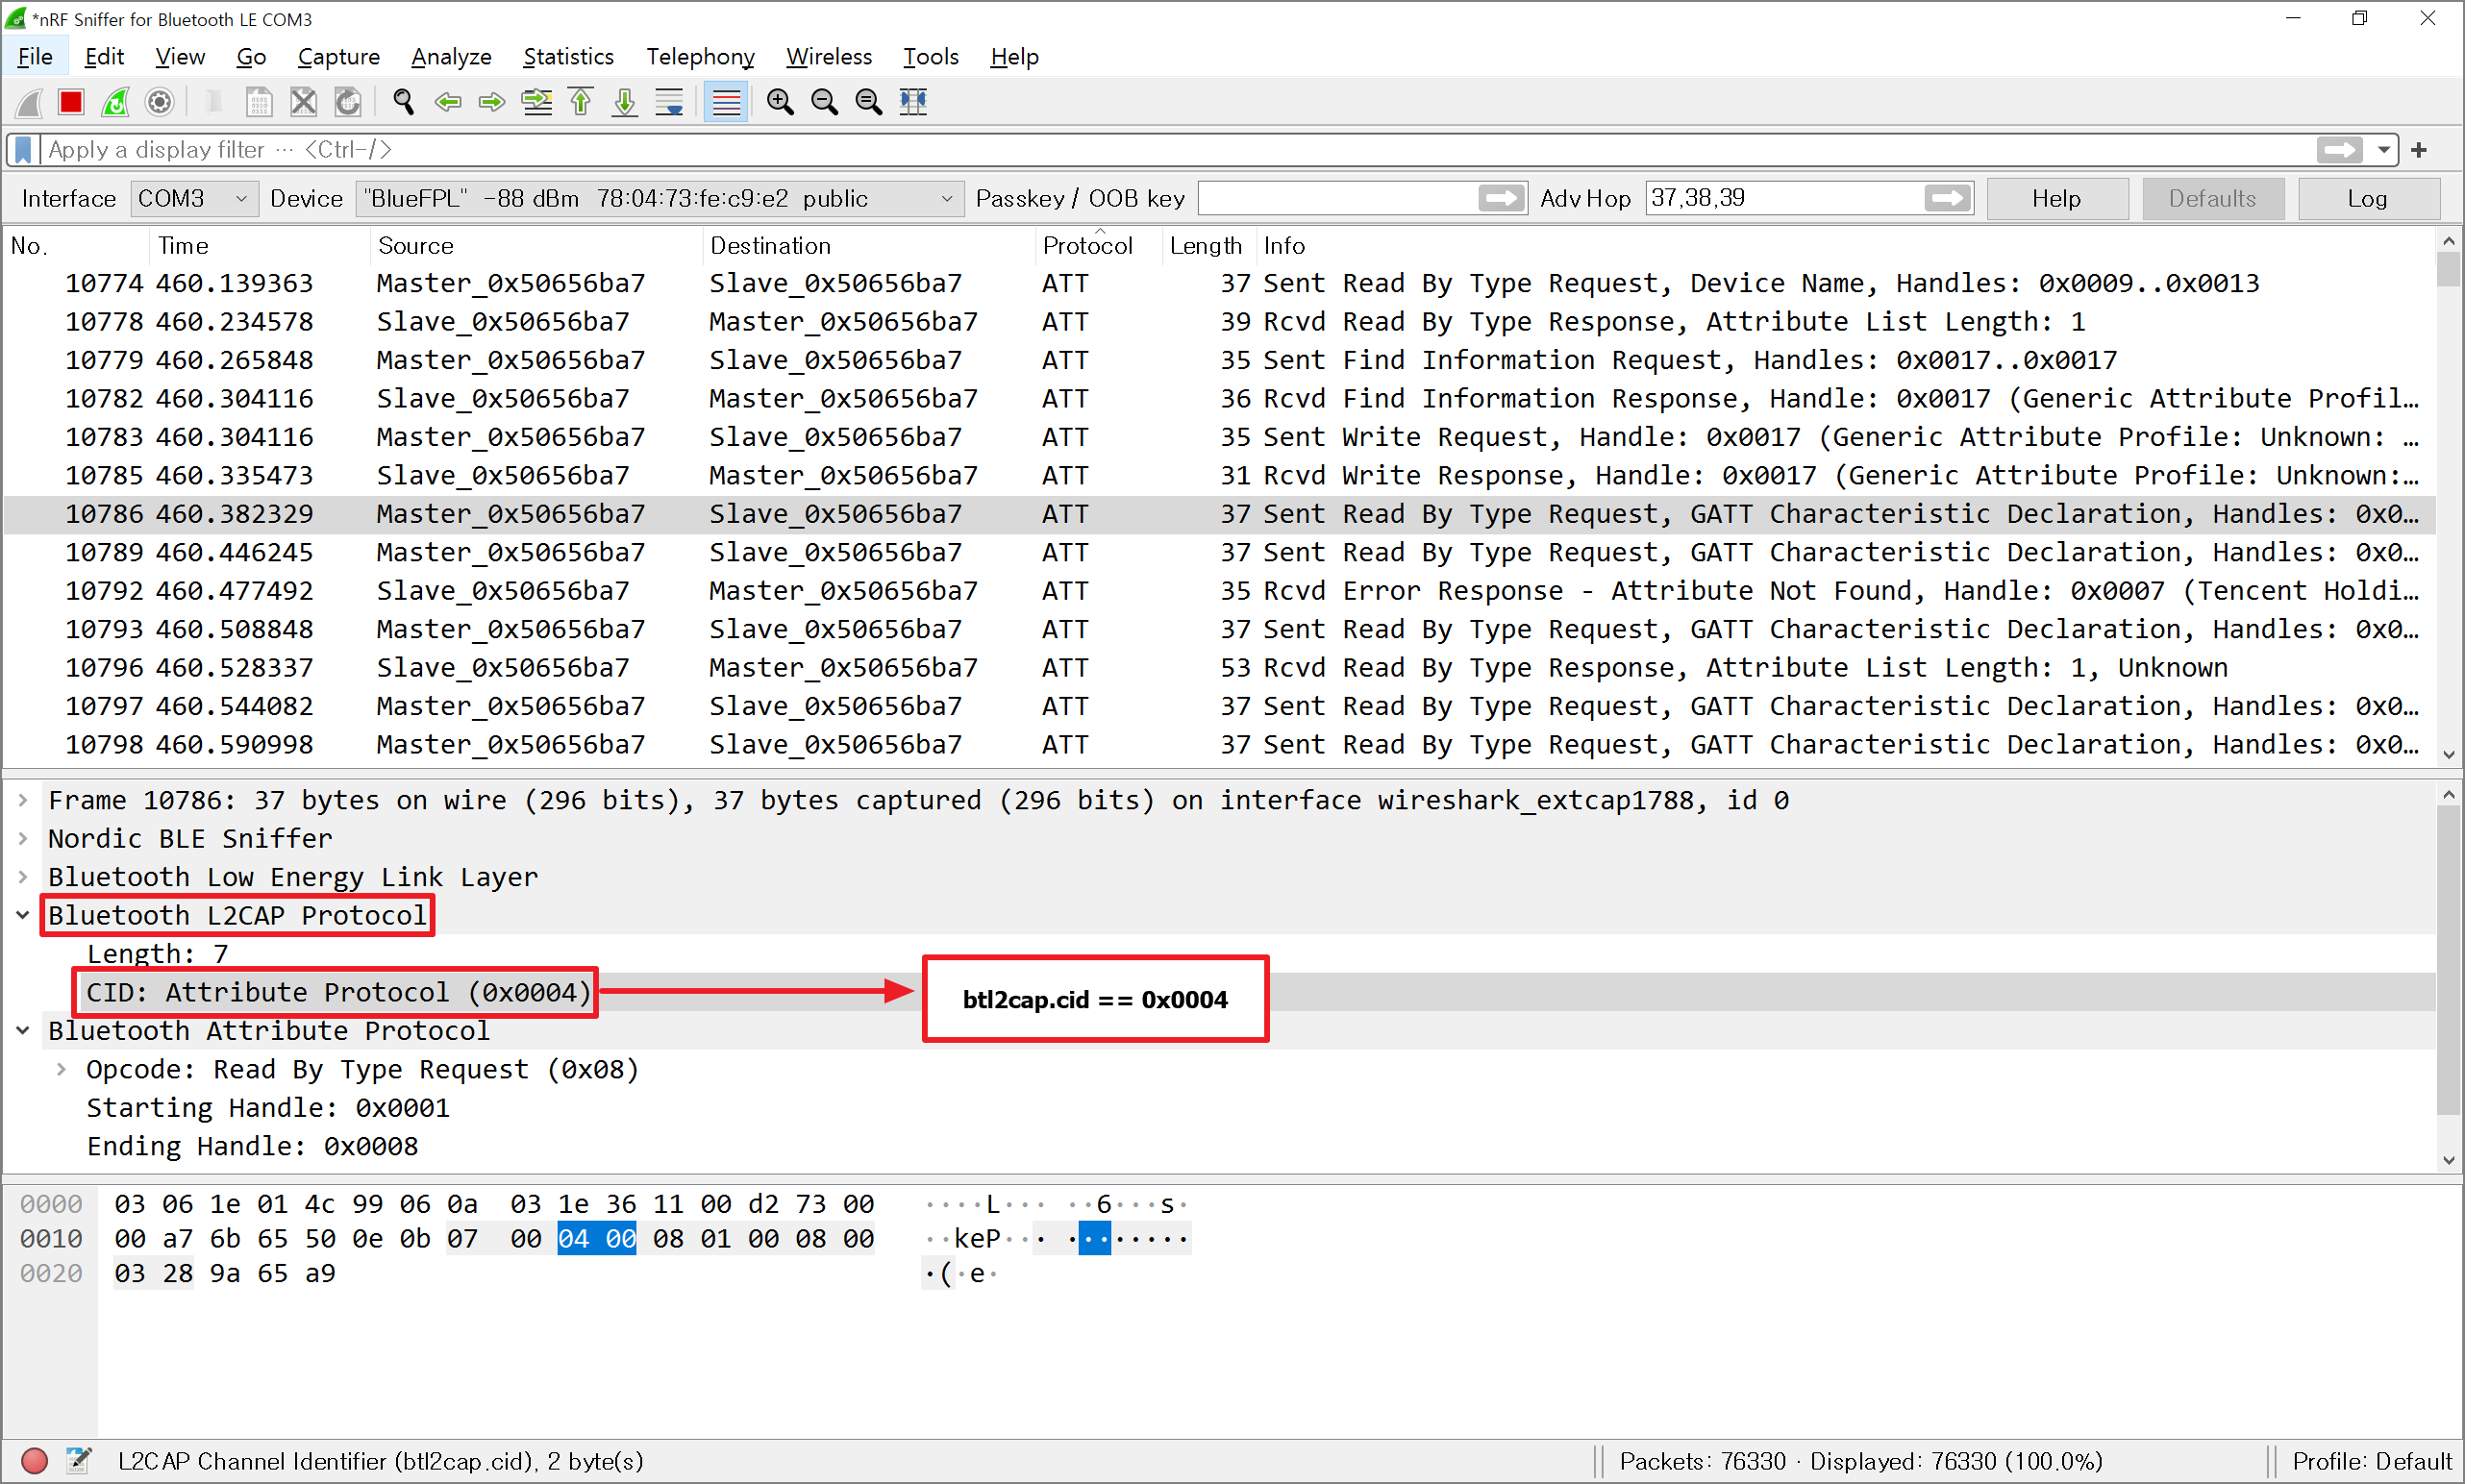 *nRF Sniffer for Bluetooth LE COM3
File Edit View Go Capture Analyze Statistics Telephony Wireless Tools Help
Apply a display filter ··· <Ctrl-/>
Interface COM3 Device "BlueFPL" -88 dBm 78:04:73:fe:c9:e2 public Passkey / OOB key Adv Hop 37,38,39 Help Defaults Log
No. Time Source Destination Protocol Length Info
10774 460.139363 Master_0x50656ba7 Slave_0x50656ba7 ATT 37 Sent Read By Type Request, Device Name, Handles: 0x0009..0x0013
10778 460.234578 Slave_0x50656ba7 Master_0x50656ba7 ATT 39 Rcvd Read By Type Response, Attribute List Length: 1
10779 460.265848 Master_0x50656ba7 Slave_0x50656ba7 ATT 35 Sent Find Information Request, Handles: 0x0017..0x0017
10782 460.304116 Slave_0x50656ba7 Master_0x50656ba7 ATT 36 Rcvd Find Information Response, Handle: 0x0017 (Generic Attribute Profil…
10783 460.304116 Master_0x50656ba7 Slave_0x50656ba7 ATT 35 Sent Write Request, Handle: 0x0017 (Generic Attribute Profile: Unknown: …
10785 460.335473 Slave_0x50656ba7 Master_0x50656ba7 ATT 31 Rcvd Write Response, Handle: 0x0017 (Generic Attribute Profile: Unknown:…
10786 460.382329 Master_0x50656ba7 Slave_0x50656ba7 ATT 37 Sent Read By Type Request, GATT Characteristic Declaration, Handles: 0x0…
10789 460.446245 Master_0x50656ba7 Slave_0x50656ba7 ATT 37 Sent Read By Type Request, GATT Characteristic Declaration, Handles: 0x0…
10792 460.477492 Slave_0x50656ba7 Master_0x50656ba7 ATT 35 Rcvd Error Response - Attribute Not Found, Handle: 0x0007 (Tencent Holdi…
10793 460.508848 Master_0x50656ba7 Slave_0x50656ba7 ATT 37 Sent Read By Type Request, GATT Characteristic Declaration, Handles: 0x0…
10796 460.528337 Slave_0x50656ba7 Master_0x50656ba7 ATT 53 Rcvd Read By Type Response, Attribute List Length: 1, Unknown
10797 460.544082 Master_0x50656ba7 Slave_0x50656ba7 ATT 37 Sent Read By Type Request, GATT Characteristic Declaration, Handles: 0x0…
10798 460.590998 Master_0x50656ba7 Slave_0x50656ba7 ATT 37 Sent Read By Type Request, GATT Characteristic Declaration, Handles: 0x0…
Frame 10786: 37 bytes on wire (296 bits), 37 bytes captured (296 bits) on interface wireshark_extcap1788, id 0
Nordic BLE Sniffer
Bluetooth Low Energy Link Layer
Bluetooth L2CAP Protocol
Length: 7
CID: Attribute Protocol (0x0004)
btl2cap.cid == 0x0004
Bluetooth Attribute Protocol
Opcode: Read By Type Request (0x08)
Starting Handle: 0x0001
Ending Handle: 0x0008
0000 03 06 1e 01 4c 99 06 0a 03 1e 36 11 00 d2 73 00 ····L··· ··6···s·
0010 00 a7 6b 65 50 0e 0b 07 00 04 00 08 01 00 08 00 ··keP··· ········
0020 03 28 9a 65 a9 ·(·e·
L2CAP Channel Identifier (btl2cap.cid), 2 byte(s) Packets: 76330 · Displayed: 76330 (100.0%) Profile: Default